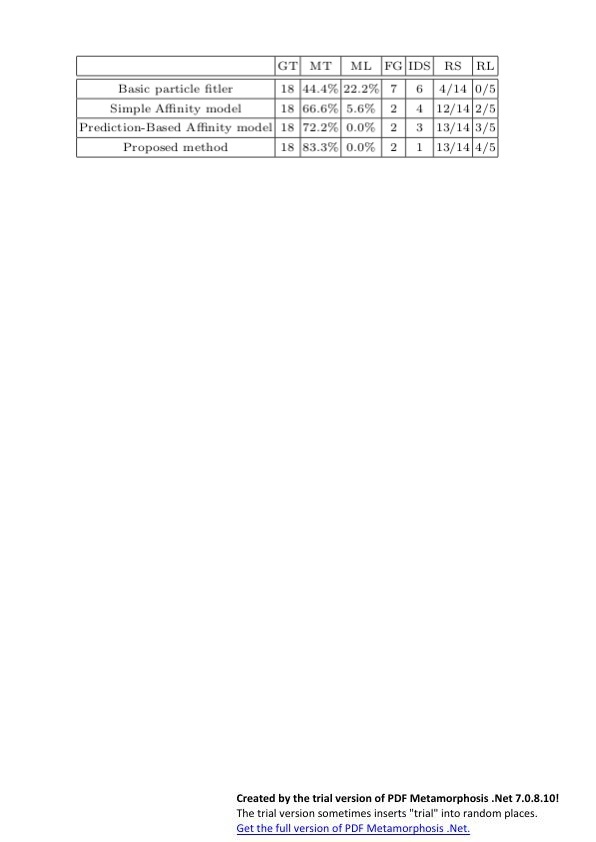 GT MT ML FG IDS RS RL
Basic particle fitler 18 44.4% 22.2% 7 6 4/14 0/5
Simple Affinity model 18 66.6% 5.6% 2 4 12/14 2/5
Prediction-Based Affinity model 18 72.2% 0.0% 2 3 13/14 3/5
Proposed method 18 83.3% 0.0% 2 1 13/14 4/5
Created by the trial version of PDF Metamorphosis .Net 7.0.8.10!
The trial version sometimes inserts "trial" into random places.
Get the full version of PDF Metamorphosis .Net.